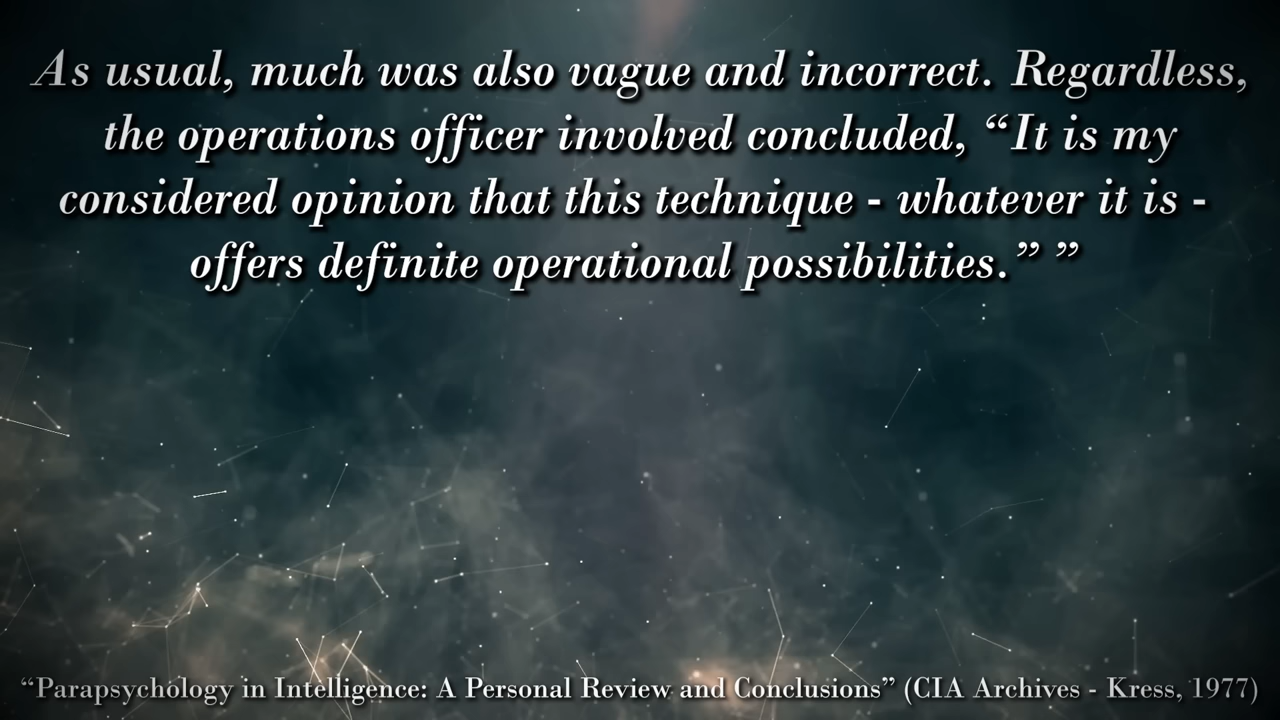 As usual, much was also vague and incorrect. Regardless,
the operations officer involved concluded, “It is my
considered opinion that this technique - whatever it is -
offers definite operational possibilities.” ”
“Parapsychology in Intelligence: A Personal Review and Conclusions” (CIA Archives - Kress, 1977)